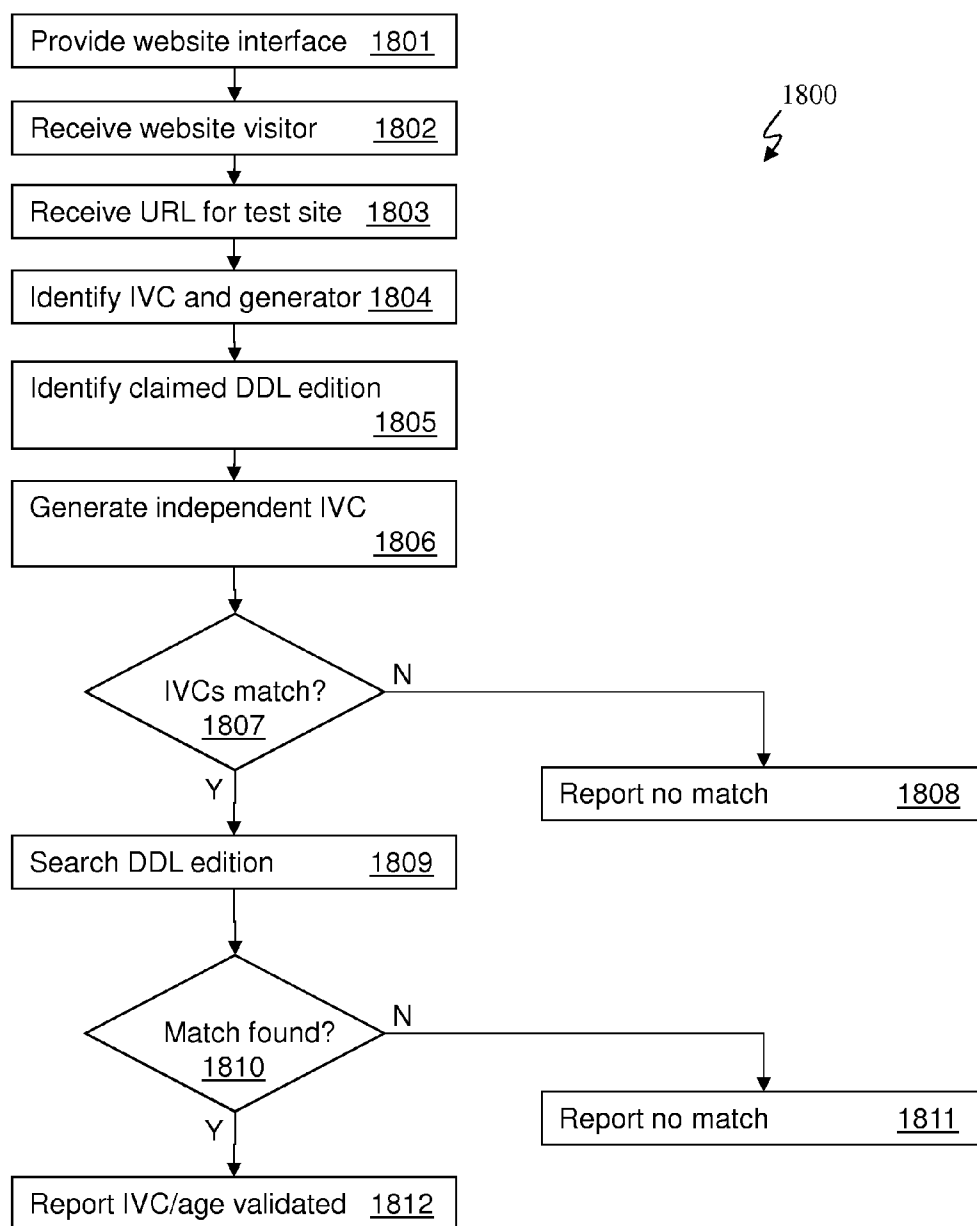 Provide website interface 1801
1800
Receive website visitor 1802
Receive URL for test site 1803
Identify IVC and generator 1804
Identify claimed DDL edition
1805
Generate independent IVC
1806
IVCs match?
1807
N
Y
Report no match 1808
Search DDL edition 1809
Match found?
1810
N
Y
Report no match 1811
Report IVC/age validated 1812